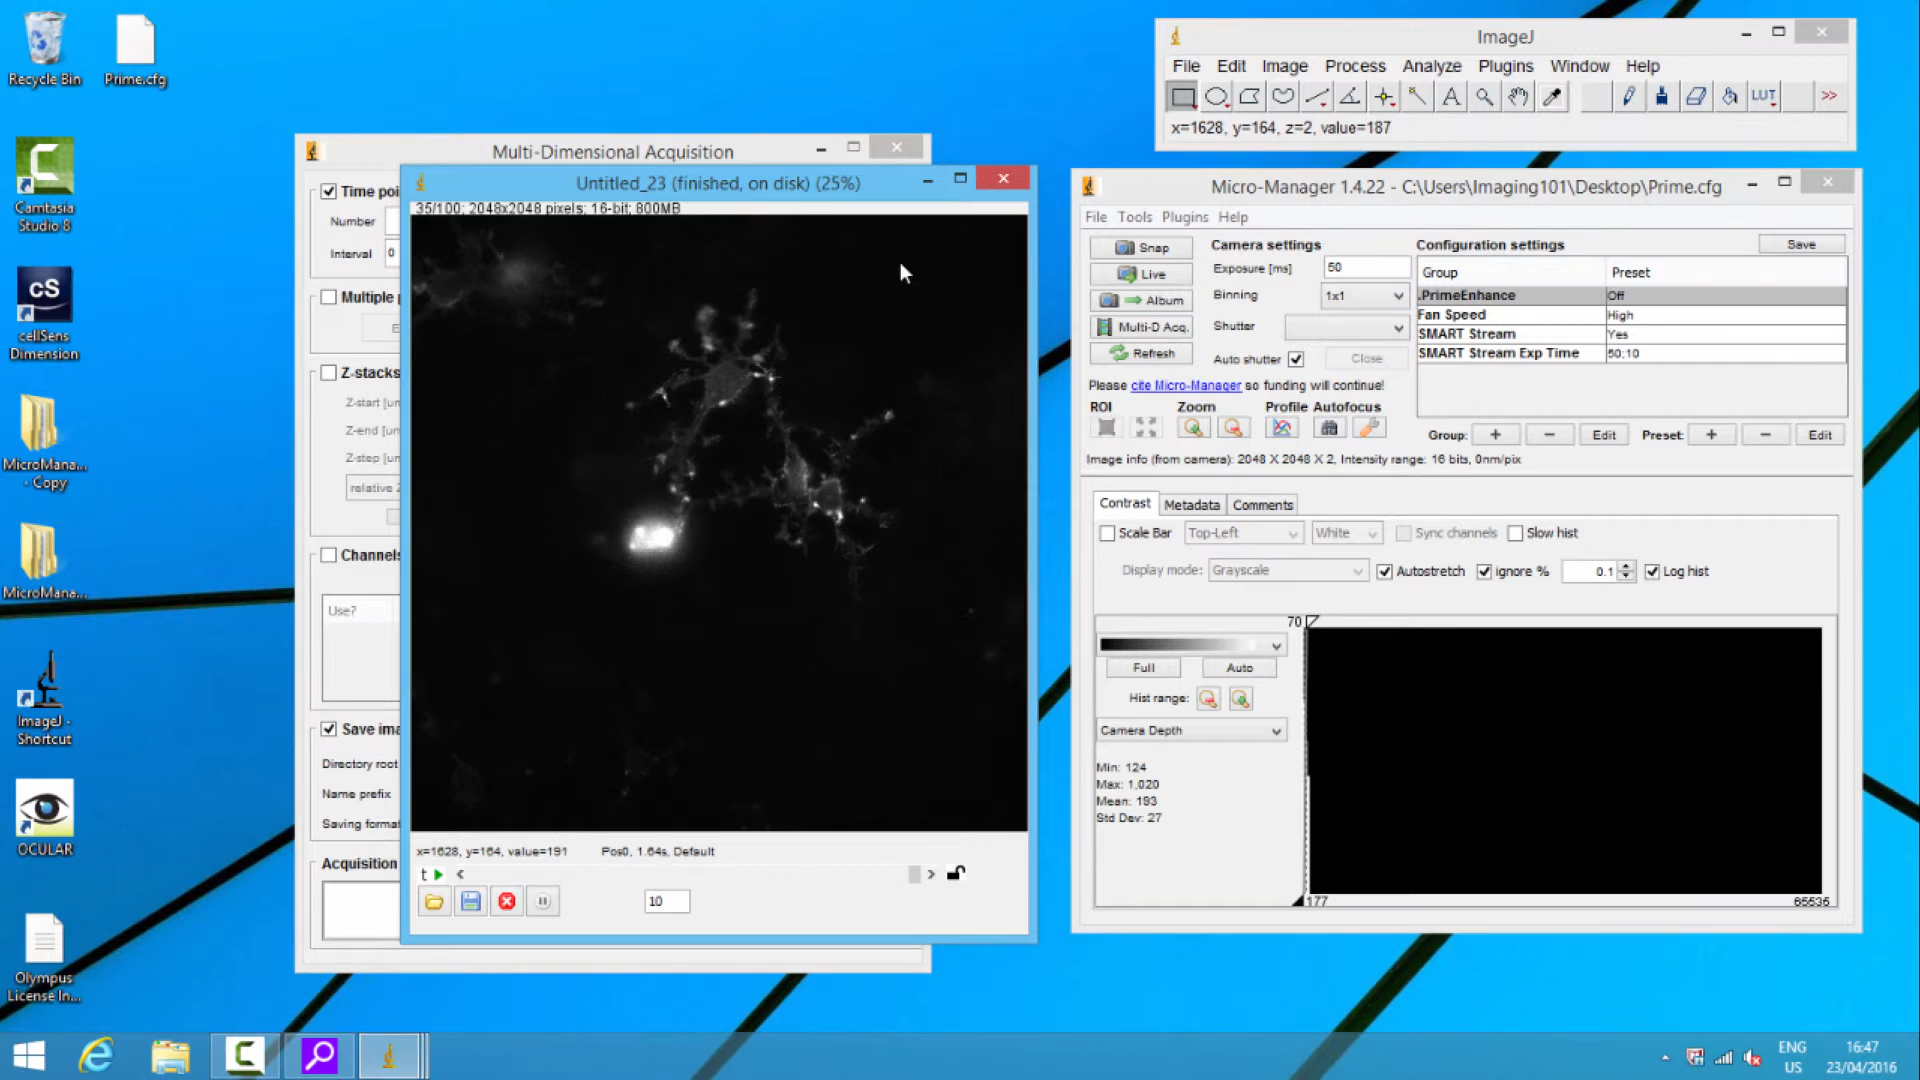 Recycle Bin
Prime.cfg
Camtasia
Studio 8
cS
cellSens
Dimension
MicroMana...
- Copy
MicroMana...
ImageJ -
Shortcut
OCULAR
Olympus
License In...
Multi-Dimensional Acquisition
Time poi
Number
Interval 0
Multiple
Z-stacks
Z-start [un
Z-end [un
Z-step [un
relative
Channels
Use?
Save ima
Directory root
Name prefix
Saving format
Acquisition
Untitled_23 (finished, on disk) (25%)
35/100; 2048x2048 pixels; 16-bit; 800MB
x=1628, y=164, value=191 Pos0, 1.64s, Default
t
10
ImageJ
File Edit Image Process Analyze Plugins Window Help
A LUT >>
x=1628, y=164, z=2, value=187
Micro-Manager 1.4.22 - C:\Users\Imaging101\Desktop\Prime.cfg
File Tools Plugins Help
Snap
Live
Album
Multi-D Acq.
Refresh
Camera settings
Exposure [ms] 50
Binning 1x1
Shutter
Auto shutter Close
Configuration settings Save
Group Preset
.PrimeEnhance Off
Fan Speed High
SMART Stream Yes
SMART Stream Exp Time 50;10
Please cite Micro-Manager so funding will continue!
ROI Zoom Profile Autofocus
Group: + - Edit Preset: + - Edit
Image info (from camera): 2048 X 2048 X 2, Intensity range: 16 bits, 0nm/pix
Contrast Metadata Comments
Scale Bar Top-Left White Sync channels Slow hist
Display mode: Grayscale Autostretch ignore % 0.1 Log hist
70
Full Auto
Hist range:
Camera Depth
Min: 124
Max: 1,020
Mean: 193
Std Dev: 27
177 65535
ENG
US
16:47
23/04/2016